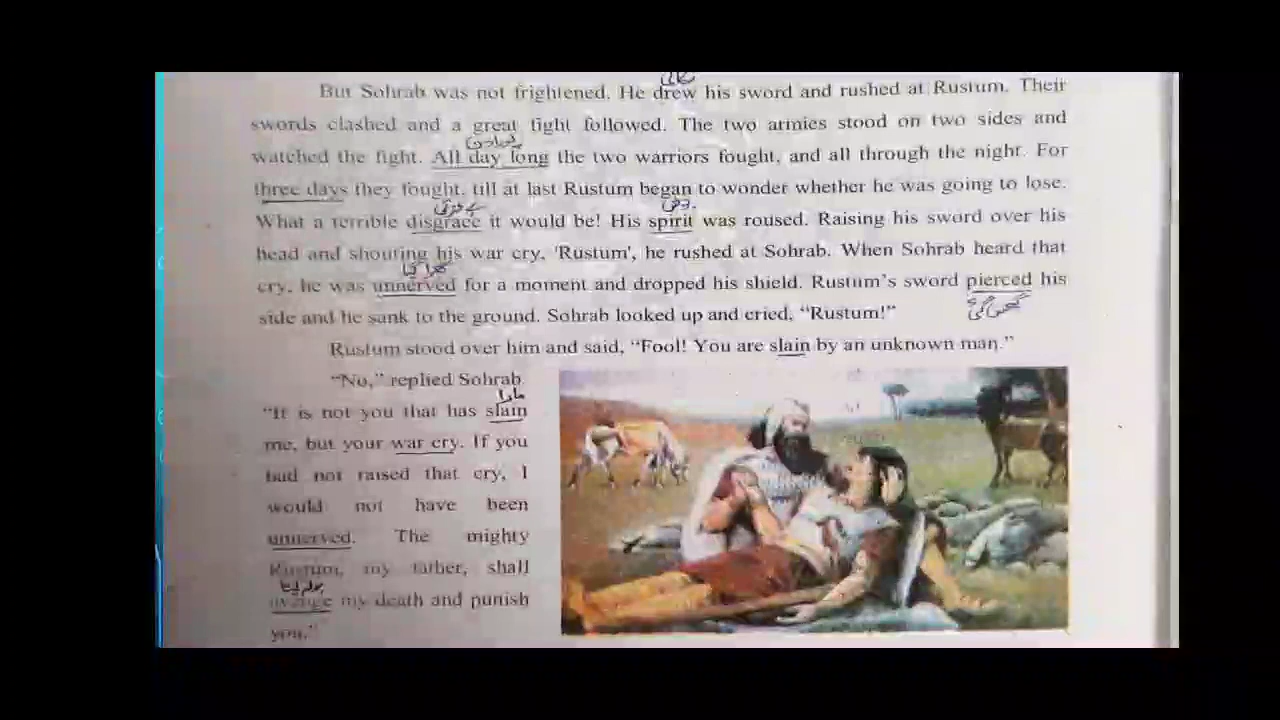 But Sohrab was not frightened. He drew his sword and rushed at Rustum. Their
swords clashed and a great fight followed. The two armies stood on two sides and
watched the fight. All day long the two warriors fought, and all through the night. For
three days they fought, till at last Rustum began to wonder whether he was going to lose.
What a terrible disgrace it would be! His spirit was roused. Raising his sword over his
head and shouting his war cry, 'Rustum', he rushed at Sohrab. When Sohrab heard that
cry, he was unnerved for a moment and dropped his shield. Rustum's sword pierced his
side and he sank to the ground. Sohrab looked up and cried, “Rustum!”
Rustum stood over him and said, “Fool! You are slain by an unknown man.”
“No,” replied Sohrab
مارا
“It is not you that has slain
me, but your war cry. If you
had not raised that cry, I
would not have been
unnerved. The mighty
Rustum, my father, shall
avenge my death and punish
you.”